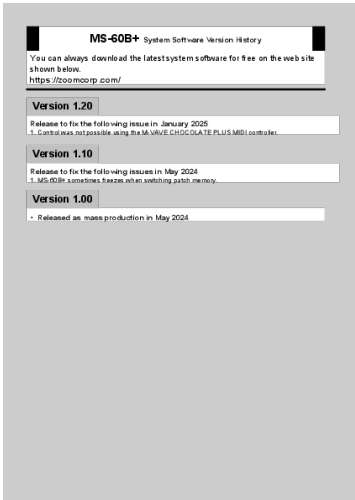 MS-60B+ System Software Version History
You can always download the latest system software for free on the web site
shown below.
https://zoomcorp.com/
Version 1.20
Release to fix the following issue in January 2025
1. Control was not possible using the M-VAVE CHOCOLATE PLUS MIDI controller.
Version 1.10
Release to fix the following issues in May 2024
1. MS-60B+ sometimes freezes when switching patch memory.
Version 1.00
• Released as mass production in May 2024